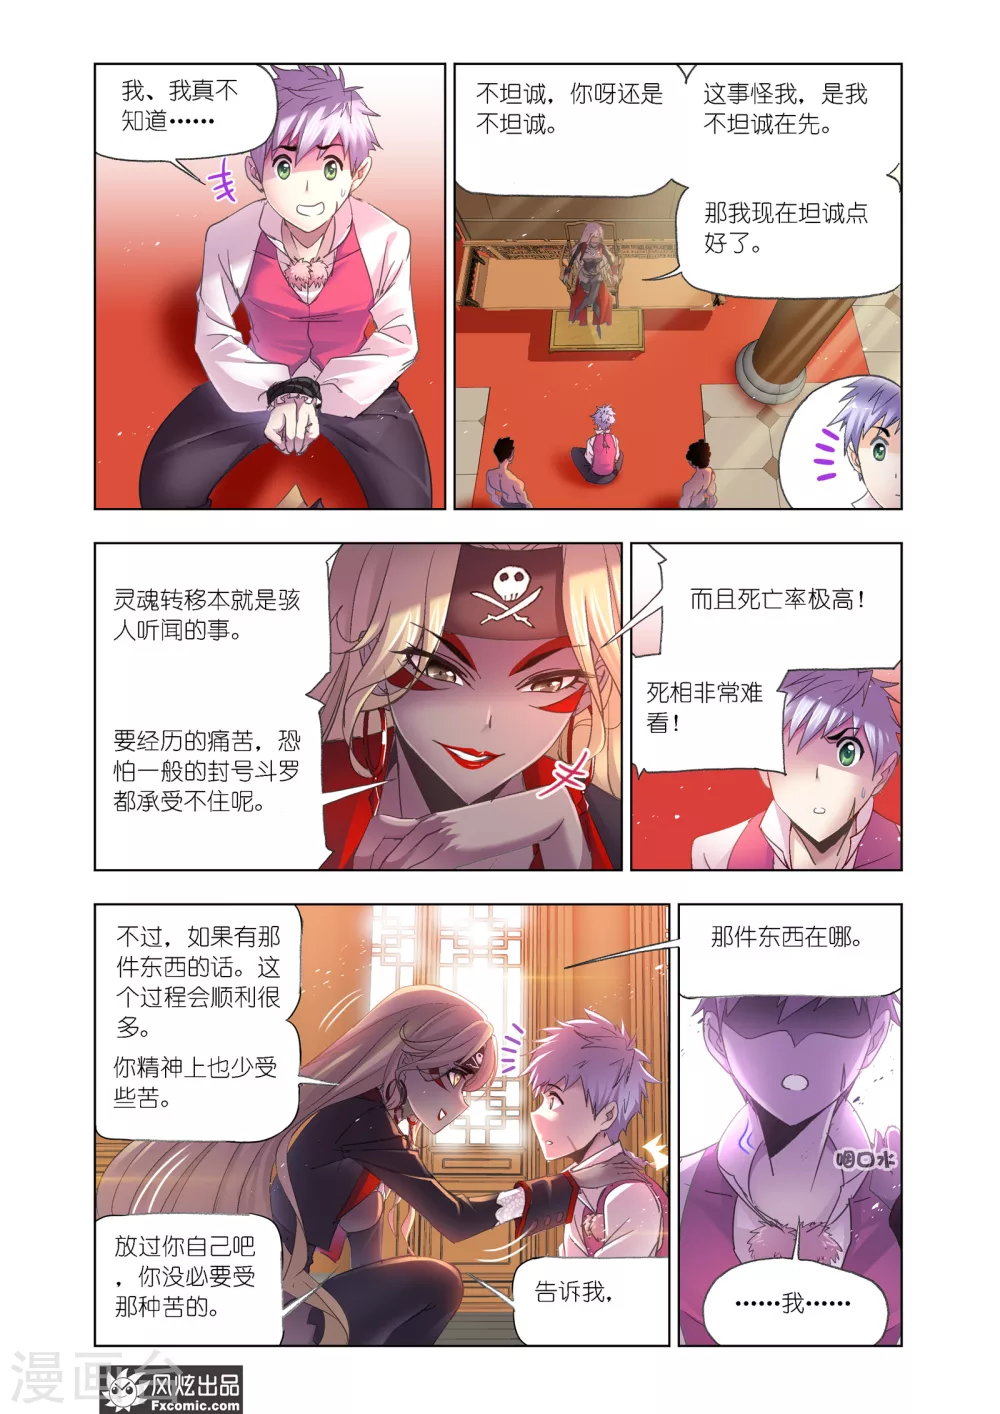 我、我真不
知道……
不坦诚，你呀还是
不坦诚。
这事怪我，是我
不坦诚在先。
那我现在坦诚点
好了。
灵魂转移本就是骇
人听闻的事。
要经历的痛苦，恐
怕一般的封号斗罗
都承受不住呢。
而且死亡率极高！
死相非常难
看！
不过，如果有那
件东西的话。这
个过程会顺利很
多。
你精神上也少受
些苦。
放过你自己吧
，你没必要受
那种苦的。
告诉我，
那件东西在哪。
咽口水
……我……
漫画台
风炫出品
Fxcomic.com